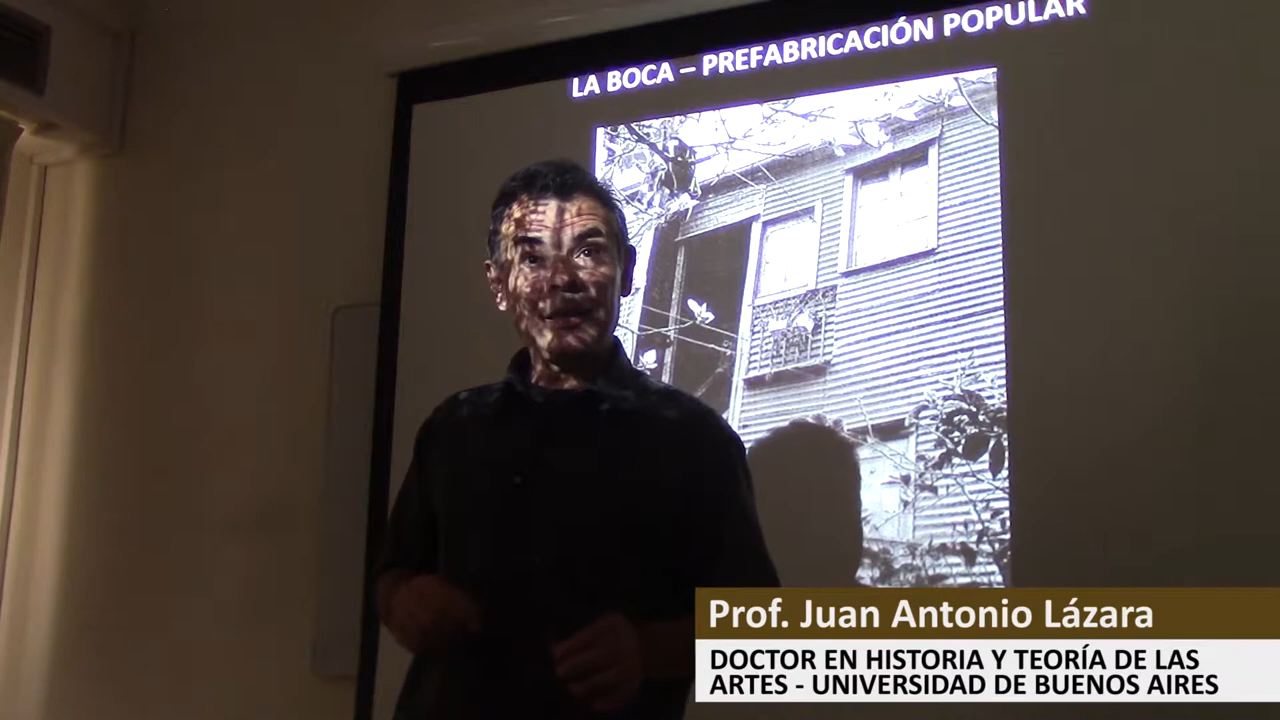 LA BOCA – PREFABRICACIÓN POPULAR
Prof. Juan Antonio Lázara
DOCTOR EN HISTORIA Y TEORÍA DE LAS
ARTES - UNIVERSIDAD DE BUENOS AIRES